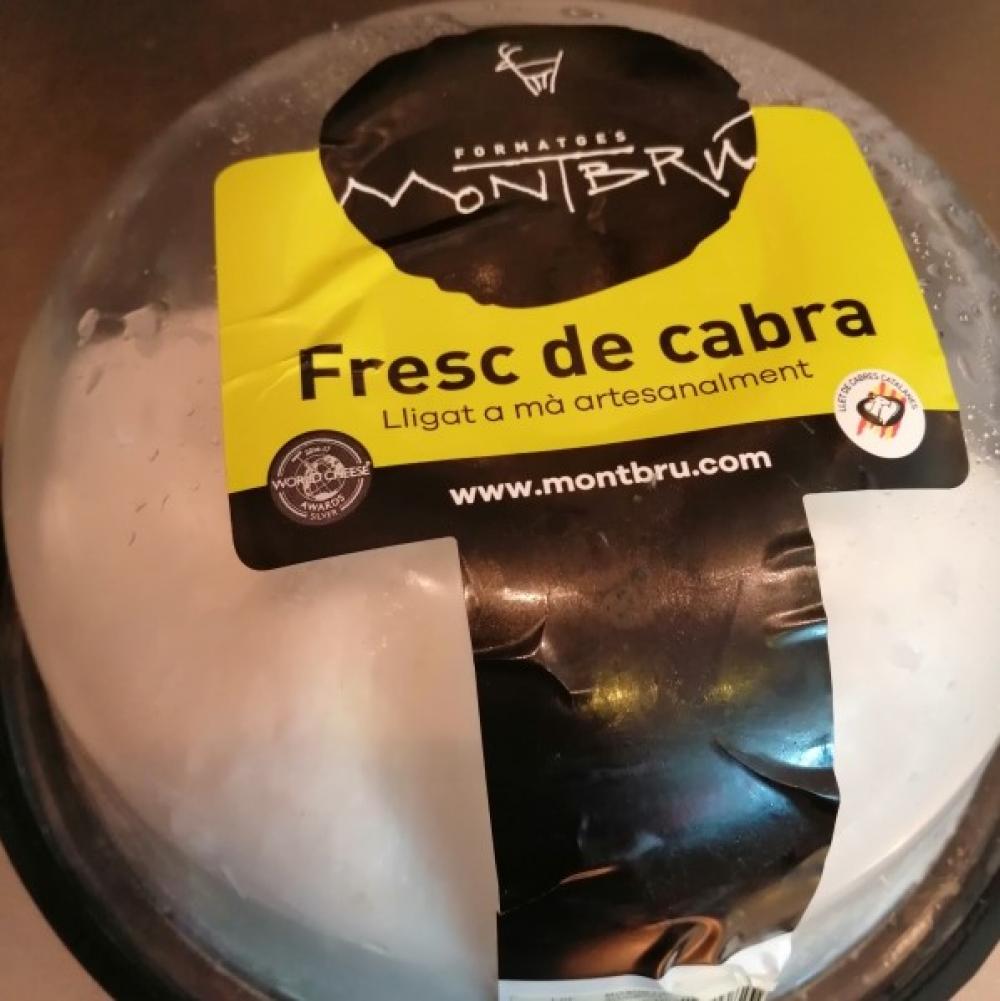 FORMATGES
MONTBRÚ
Fresc de cabra
Lligat a mà artesanalment
LLET DE CABRES CATALANES
WORLD CHEESE
AWARDS
SILVER
www.montbru.com